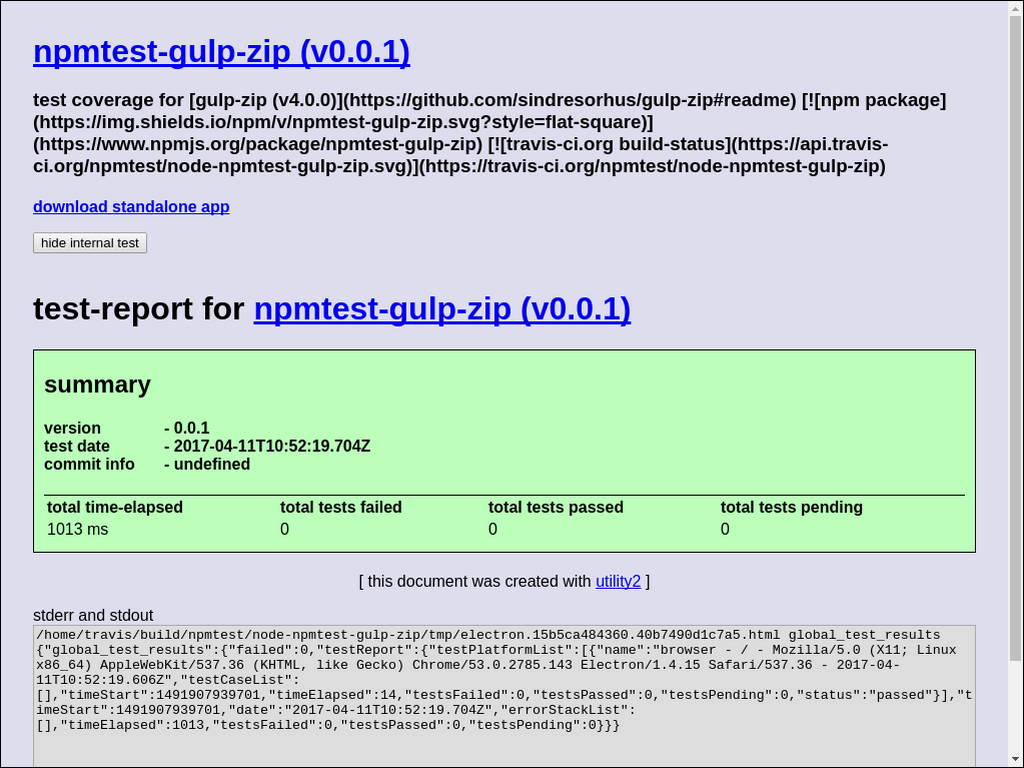 npmtest-gulp-zip (v0.0.1)
test coverage for [gulp-zip (v4.0.0)](https://github.com/sindresorhus/gulp-zip#readme) [![npm package]
(https://img.shields.io/npm/v/npmtest-gulp-zip.svg?style=flat-square)]
(https://www.npmjs.org/package/npmtest-gulp-zip) [![travis-ci.org build-status](https://api.travis-
ci.org/npmtest/node-npmtest-gulp-zip.svg)](https://travis-ci.org/npmtest/node-npmtest-gulp-zip)
download standalone app
hide internal test
test-report for npmtest-gulp-zip (v0.0.1)
summary
version - 0.0.1
test date - 2017-04-11T10:52:19.704Z
commit info - undefined
total time-elapsed total tests failed total tests passed total tests pending
1013 ms 0 0 0
[ this document was created with utility2 ]
stderr and stdout
/home/travis/build/npmtest/node-npmtest-gulp-zip/tmp/electron.15b5ca484360.40b7490d1c7a5.html global_test_results
{"global_test_results":{"failed":0,"testReport":{"testPlatformList":[{"name":"browser - / - Mozilla/5.0 (X11; Linux
x86_64) AppleWebKit/537.36 (KHTML, like Gecko) Chrome/53.0.2785.143 Electron/1.4.15 Safari/537.36 - 2017-04-
11T10:52:19.606Z","testCaseList":
[],"timeStart":1491907939701,"timeElapsed":14,"testsFailed":0,"testsPassed":0,"testsPending":0,"status":"passed"}],"t
imeStart":1491907939701,"date":"2017-04-11T10:52:19.704Z","errorStackList":
[],"timeElapsed":1013,"testsFailed":0,"testsPassed":0,"testsPending":0}}}